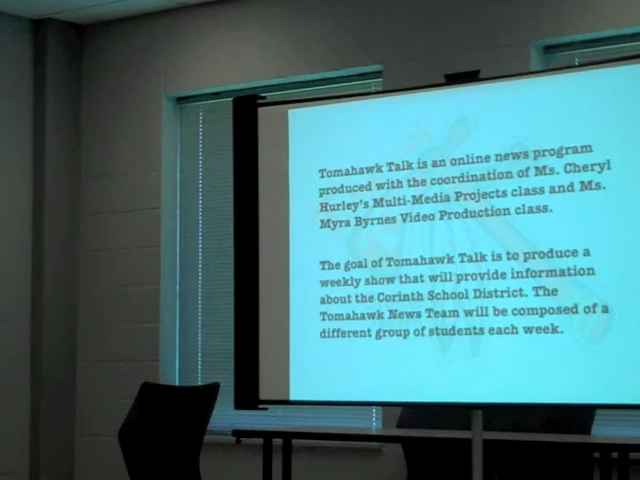 Tomahawk Talk is an online news program
produced with the coordination of Ms. Cheryl
Hurley's Multi-Media Projects class and Ms.
Myra Byrnes Video Production class.
The goal of Tomahawk Talk is to produce a
weekly show that will provide information
about the Corinth School District. The
Tomahawk News Team will be composed of a
different group of students each week.